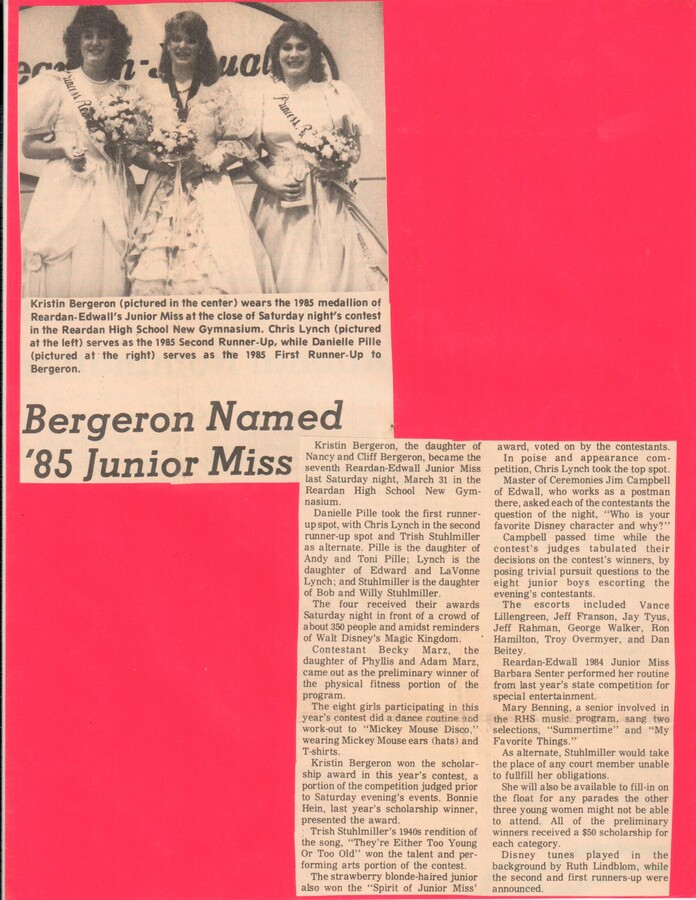 Princess
Princess
Kristin Bergeron (pictured in the center) wears the 1985 medallion of
Reardan-Edwall's Junior Miss at the close of Saturday night's contest
in the Reardan High School New Gymnasium. Chris Lynch (pictured
at the left) serves as the 1985 Second Runner-Up, while Danielle Pille
(pictured at the right) serves as the 1985 First Runner-Up to
Bergeron.
Bergeron Named
'85 Junior Miss
Kristin Bergeron, the daughter of
Nancy and Cliff Bergeron, became the
seventh Reardan-Edwall Junior Miss
last Saturday night, March 31 in the
Reardan High School New Gym-
nasium.
Danielle Pille took the first runner-
up spot, with Chris Lynch in the second
runner-up spot and Trish Stuhlmiller
as alternate. Pille is the daughter of
Andy and Toni Pille; Lynch is the
daughter of Edward and LaVonne
Lynch; and Stuhlmiller is the daughter
of Bob and Willy Stuhlmiller.
The four received their awards
Saturday night in front of a crowd of
about 350 people and amidst reminders
of Walt Disney's Magic Kingdom.
Contestant Becky Marz, the
daughter of Phyllis and Adam Marz,
came out as the preliminary winner of
the physical fitness portion of the
program.
The eight girls participating in this
year's contest did a dance routine and
work-out to "Mickey Mouse Disco,"
wearing Mickey Mouse ears (hats) and
T-shirts.
Kristin Bergeron won the scholar-
ship award in this year's contest, a
portion of the competition judged prior
to Saturday evening's events. Bonnie
Hein, last year's scholarship winner,
presented the award.
Trish Stuhlmiller's 1940s rendition of
the song, "They're Either Too Young
Or Too Old" won the talent and per-
forming arts portion of the contest.
The strawberry blonde-haired junior
also won the "Spirit of Junior Miss'
award, voted on by the contestants.
In poise and appearance com-
petition, Chris Lynch took the top spot.
Master of Ceremonies Jim Campbell
of Edwall, who works as a postman
there, asked each of the contestants the
question of the night, "Who is your
favorite Disney character and why?"
Campbell passed time while the
contest's judges tabulated their
decisions on the contest's winners, by
posing trivial pursuit questions to the
eight junior boys escorting the
evening's contestants.
The escorts included Vance
Lillengreen, Jeff Franson, Jay Tyus,
Jeff Rahman, George Walker, Ron
Hamilton, Troy Overmyer, and Dan
Beitey.
Reardan-Edwall 1984 Junior Miss
Barbara Senter performed her routine
from last year's state competition for
special entertainment.
Mary Benning, a senior involved in
the RHS music program, sang two
selections, "Summertime" and "My
Favorite Things."
As alternate, Stuhlmiller would take
the place of any court member unable
to fullfill her obligations.
She will also be available to fill-in on
the float for any parades the other
three young women might not be able
to attend. All of the preliminary
winners received a $50 scholarship for
each category.
Disney tunes played in the
background by Ruth Lindblom, while
the second and first runners-up were
announced.